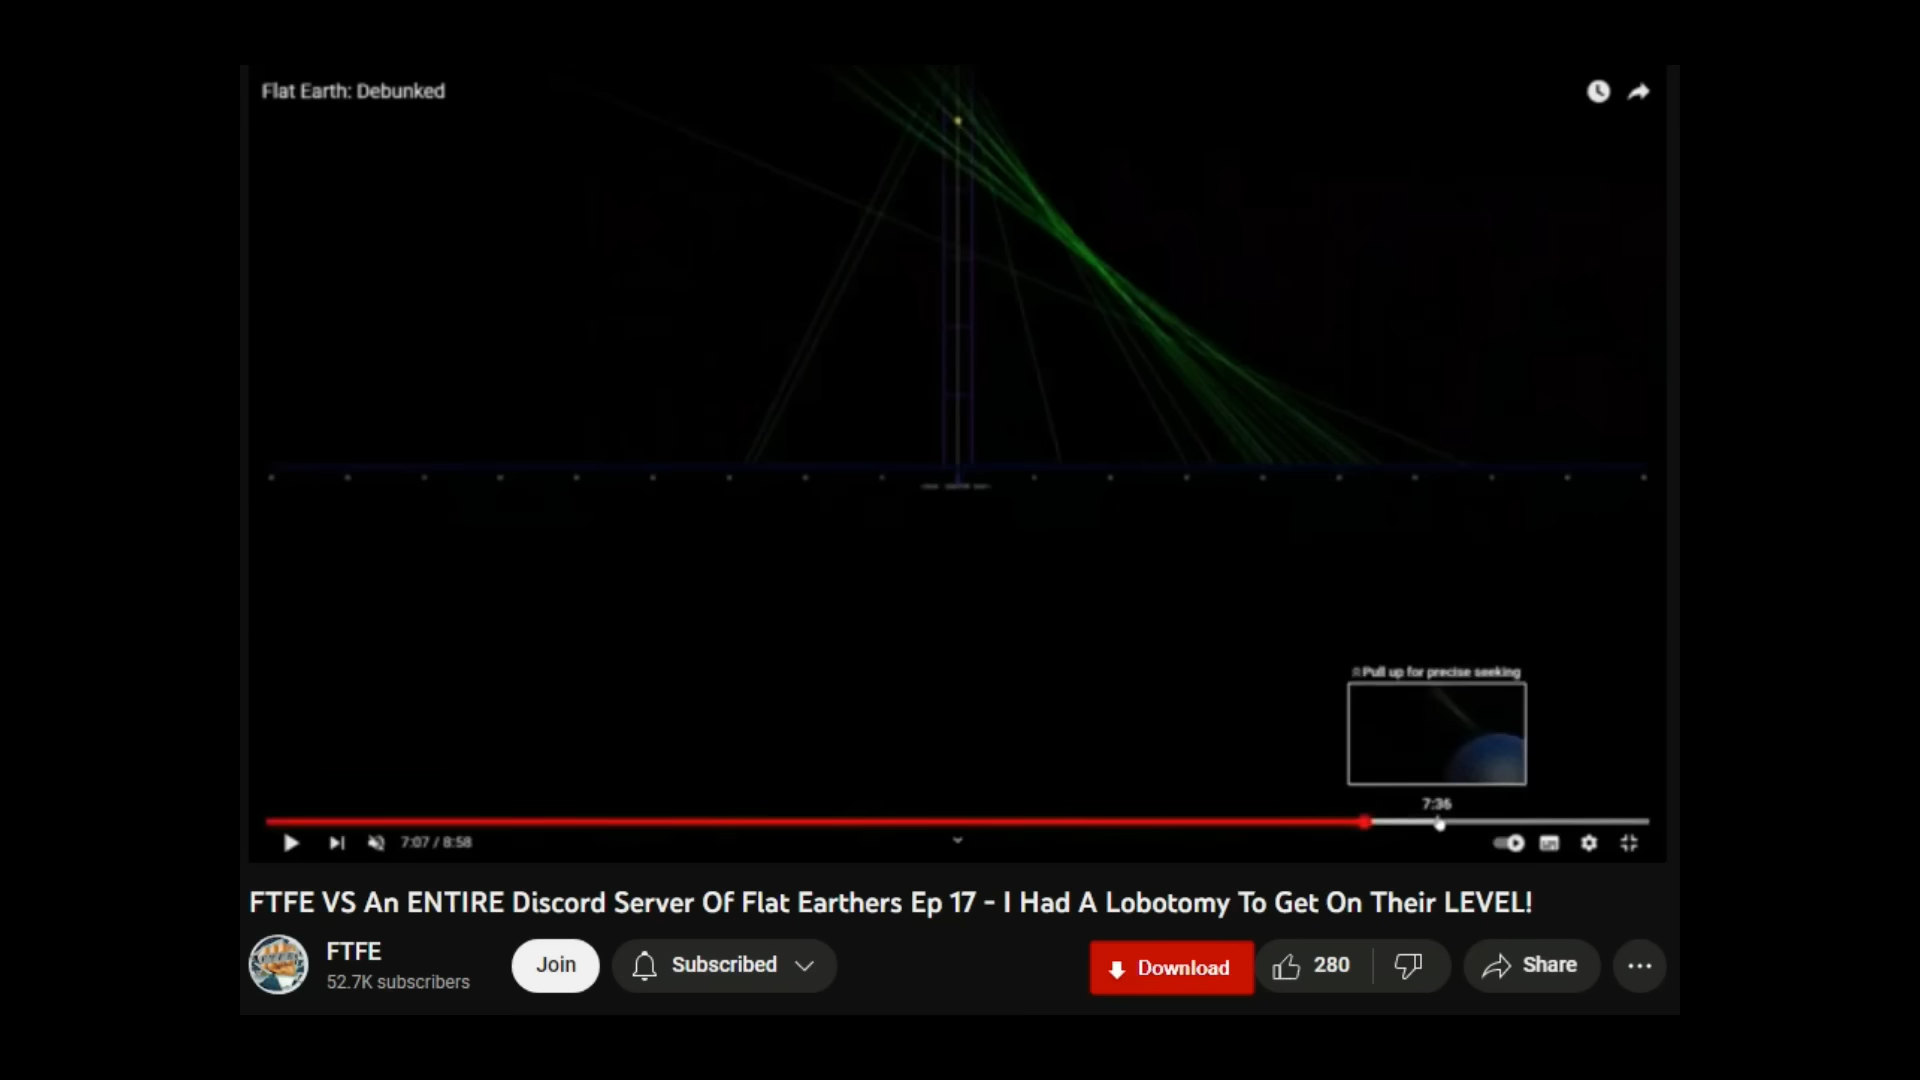 Flat Earth: Debunked
Pull up for precise seeking
7:36
7:07 / 8:58
FTFE VS An ENTIRE Discord Server Of Flat Earthers Ep 17 - I Had A Lobotomy To Get On Their LEVEL!
FTFE
52.7K subscribers
Join
Subscribed
Download
280
Share